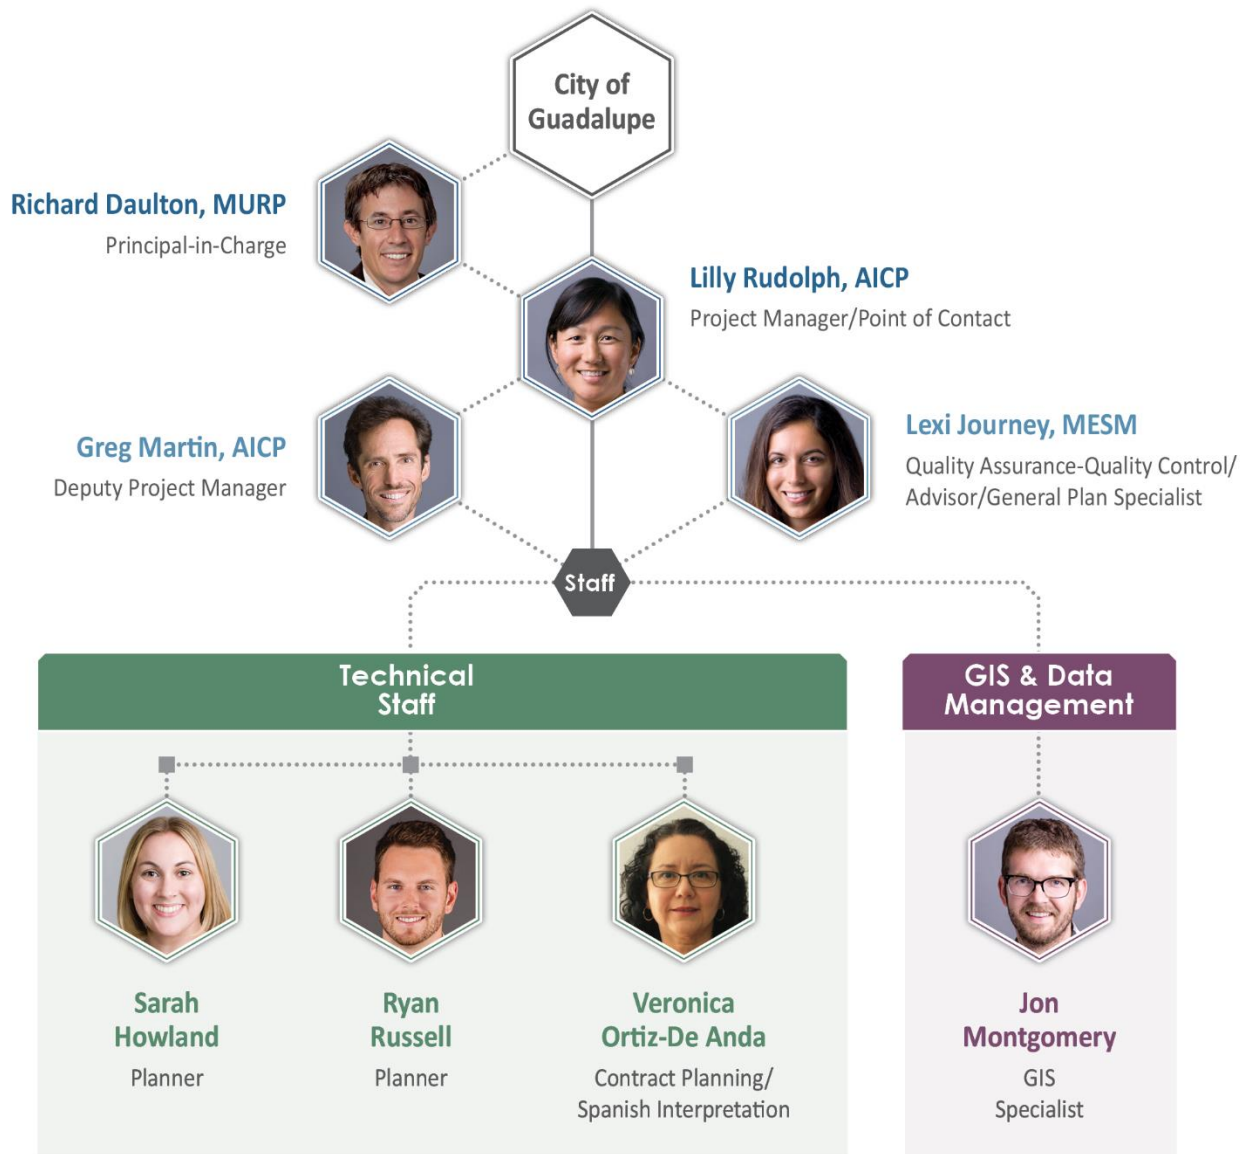 City of
Guadalupe
Richard Daulton, MURP
Principal-in-Charge
Lilly Rudolph, AICP
Project Manager/Point of Contact
Greg Martin, AICP
Deputy Project Manager
Lexi Journey, MESM
Quality Assurance-Quality Control/
Advisor/General Plan Specialist
Staff
Technical
Staff
GIS & Data
Management
Sarah
Howland
Planner
Ryan
Russell
Planner
Veronica
Ortiz-De Anda
Contract Planning/
Spanish Interpretation
Jon
Montgomery
GIS
Specialist